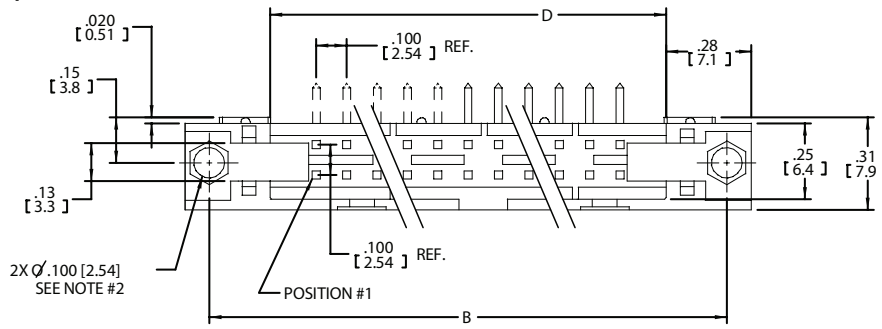 D
.020
[0.51]
.100
[2.54] REF.
.28
[7.1]
.15
[3.8]
.13
[3.3]
.25
[6.4]
.31
[7.9]
.100
[2.54] REF.
2X Ø.100 [2.54]
SEE NOTE #2
POSITION #1
B